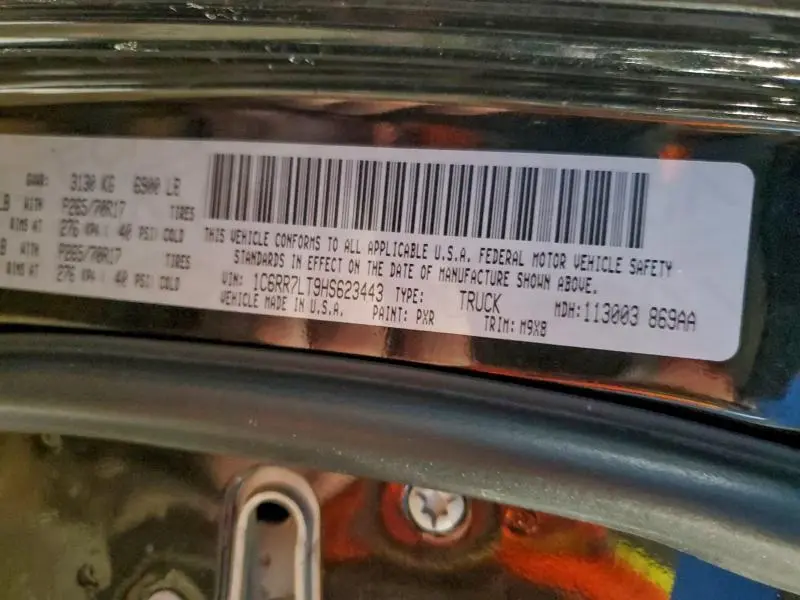 GVWR: 3130 KG 6900 LB
LB WITH P265/70R17 TIRES
RIMS AT 276 KPA ( 40 PSI) COLD
B WITH P265/70R17 TIRES
276 KPA ( 40 PSI) COLD
THIS VEHICLE CONFORMS TO ALL APPLICABLE U.S.A. FEDERAL MOTOR VEHICLE SAFETY
STANDARDS IN EFFECT ON THE DATE OF MANUFACTURE SHOWN ABOVE.
VIN: 1C6RR7LT9HS623443 TYPE: TRUCK MDH:113003 869AA
VEHICLE MADE IN U.S.A. PAINT: PXR TRIM: M9X8